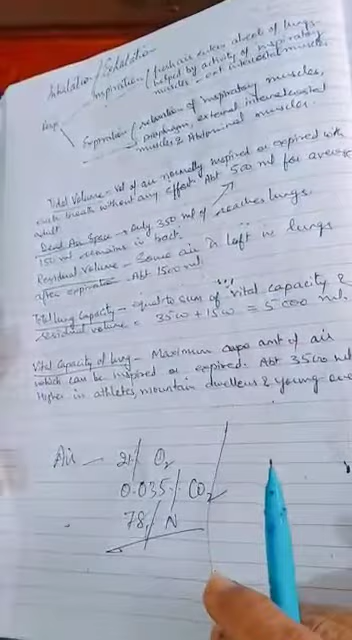 Inhalation / Exhalation
Inspiration - (fresh air enters alveoli of lungs.
helped by activity of inspiratory
muscles - ext intercostal muscles.
Expiration (relaxation of respiratory muscles,
diaphragm, external intercostal
muscles & Abdominal muscles.
Tidal Volume - Vol of air normally inspired or expired with
each breath without any effort. Abt 500 ml for average
adult
Dead Air Space → Only 350 ml of reaches lungs.
150 ml remains in tract.
Residual Volume - Some air is left in lungs
after expiration. Abt 1500 ml
Total lung Capacity - equal to sum of vital capacity &
residual volume = 3500 + 1500 = 5000 ml.
Vital Capacity of lung - Maximum amt of air
which can be inspired or expired. Abt 3500 ml
Higher in athletes, mountain dwellers & young
Air - 21% O2
0.035% CO2
78% N